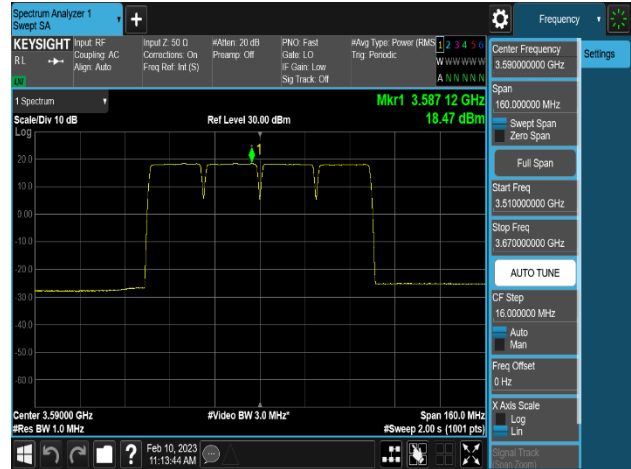 Spectrum Analyzer 1
Swept SA
Frequency
KEYSIGHT
RL
LXI
Input: RF
Coupling: AC
Align: Auto
Input Z: 50 Ω
Corrections: On
Freq Ref: Int (S)
#Atten: 20 dB
Preamp: Off
PNO: Fast
Gate: LO
IF Gain: Low
Sig Track: Off
#Avg Type: Power (RMS
Trig: Periodic
1 2 3 4 5 6
W W W W W W
A N N N N N
Settings
Center Frequency
3.590000000 GHz
Span
160.000000 MHz
Swept Span
Zero Span
Full Span
Start Freq
3.510000000 GHz
Stop Freq
3.670000000 GHz
AUTO TUNE
CF Step
16.000000 MHz
Auto
Man
Freq Offset
0 Hz
X Axis Scale
Log
Lin
Signal Track
(Span Zoom)
1 Spectrum
Scale/Div 10 dB
Ref Level 30.00 dBm
Mkr1 3.587 12 GHz
18.47 dBm
Log
1
20.0
10.0
0.00
-10.0
-20.0
-30.0
-40.0
-50.0
-60.0
Center 3.59000 GHz
#Video BW 3.0 MHz*
Span 160.0 MHz
#Res BW 1.0 MHz
#Sweep 2.00 s (1001 pts)
?
Feb 10, 2023
11:13:44 AM